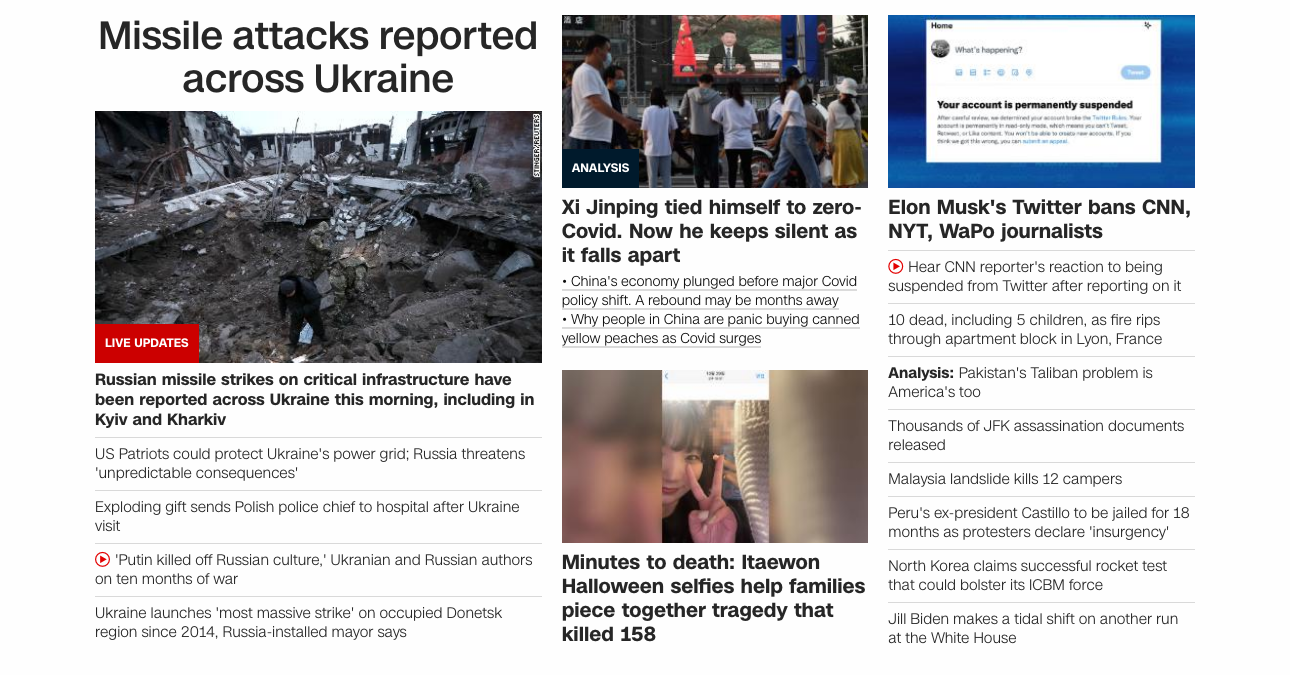 Missile attacks reported
across Ukraine
STINGER/REUTERS
LIVE UPDATES
Russian missile strikes on critical infrastructure have
been reported across Ukraine this morning, including in
Kyiv and Kharkiv
US Patriots could protect Ukraine's power grid; Russia threatens
'unpredictable consequences'
Exploding gift sends Polish police chief to hospital after Ukraine
visit
'Putin killed off Russian culture,' Ukranian and Russian authors
on ten months of war
Ukraine launches 'most massive strike' on occupied Donetsk
region since 2014, Russia-installed mayor says
酒店
TV
ANALYSIS
Xi Jinping tied himself to zero-
Covid. Now he keeps silent as
it falls apart
• China's economy plunged before major Covid
policy shift. A rebound may be months away
• Why people in China are panic buying canned
yellow peaches as Covid surges
Minutes to death: Itaewon
Halloween selfies help families
piece together tragedy that
killed 158
Home
What's happening?
Tweet
Your account is permanently suspended
After careful review, we determined your account broke the Twitter Rules. Your
account is permanently in read-only mode, which means you can't Tweet,
Retweet, or Like content. You won't be able to create new accounts. If you
think we got this wrong, you can submit an appeal.
Elon Musk's Twitter bans CNN,
NYT, WaPo journalists
Hear CNN reporter's reaction to being
suspended from Twitter after reporting on it
10 dead, including 5 children, as fire rips
through apartment block in Lyon, France
Analysis: Pakistan's Taliban problem is
America's too
Thousands of JFK assassination documents
released
Malaysia landslide kills 12 campers
Peru's ex-president Castillo to be jailed for 18
months as protesters declare 'insurgency'
North Korea claims successful rocket test
that could bolster its ICBM force
Jill Biden makes a tidal shift on another run
at the White House